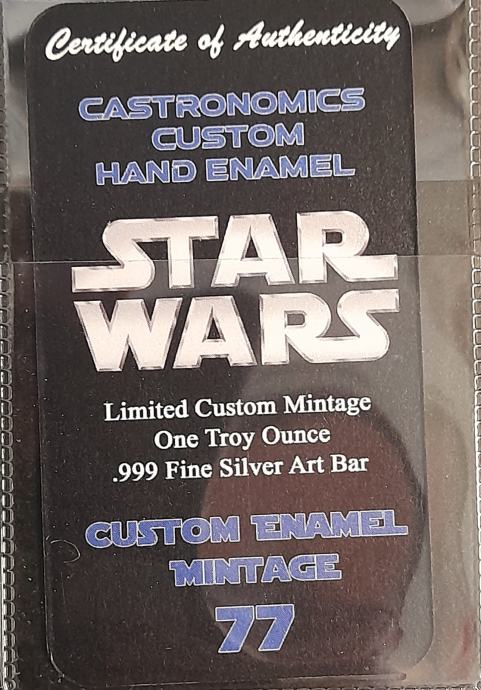 Certificate of Authenticity
CASTRONOMICS
CUSTOM
HAND ENAMEL
STAR
WARS
Limited Custom Mintage
One Troy Ounce
.999 Fine Silver Art Bar
CUSTOM ENAMEL
MINTAGE
77